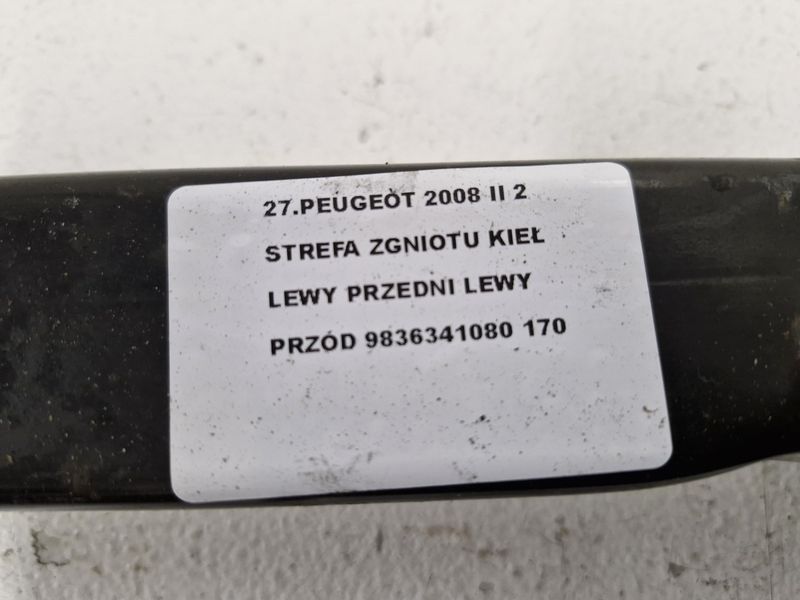 27.PEUGEOT 2008 II 2
STREFA ZGNIOTU KIEŁ
LEWY PRZEDNI LEWY
PRZÓD 9836341080 170